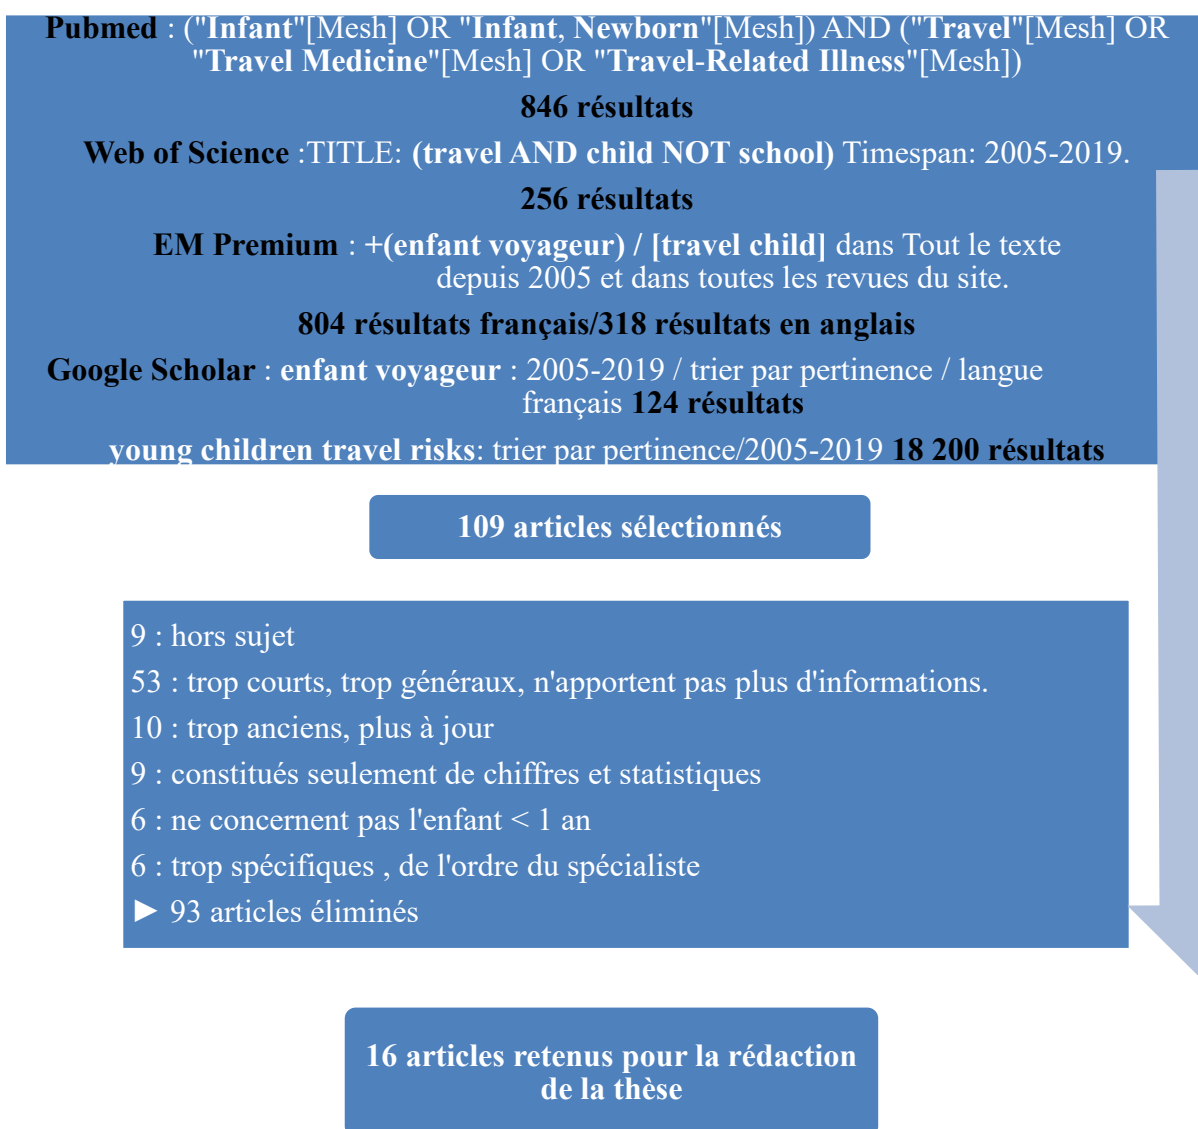 Pubmed : ("Infant"[Mesh] OR "Infant, Newborn"[Mesh]) AND ("Travel"[Mesh] OR
"Travel Medicine"[Mesh] OR "Travel-Related Illness"[Mesh])
846 résultats
Web of Science :TITLE: (travel AND child NOT school) Timespan: 2005-2019.
256 résultats
EM Premium : +(enfant voyageur) / [travel child] dans Tout le texte
depuis 2005 et dans toutes les revues du site.
804 résultats français/318 résultats en anglais
Google Scholar : enfant voyageur : 2005-2019 / trier par pertinence / langue
français 124 résultats
young children travel risks: trier par pertinence/2005-2019 18 200 résultats
109 articles sélectionnés
9 : hors sujet
53 : trop courts, trop généraux, n'apportent pas plus d'informations.
10 : trop anciens, plus à jour
9 : constitués seulement de chiffres et statistiques
6 : ne concernent pas l'enfant < 1 an
6 : trop spécifiques , de l'ordre du spécialiste
► 93 articles éliminés
16 articles retenus pour la rédaction
de la thèse